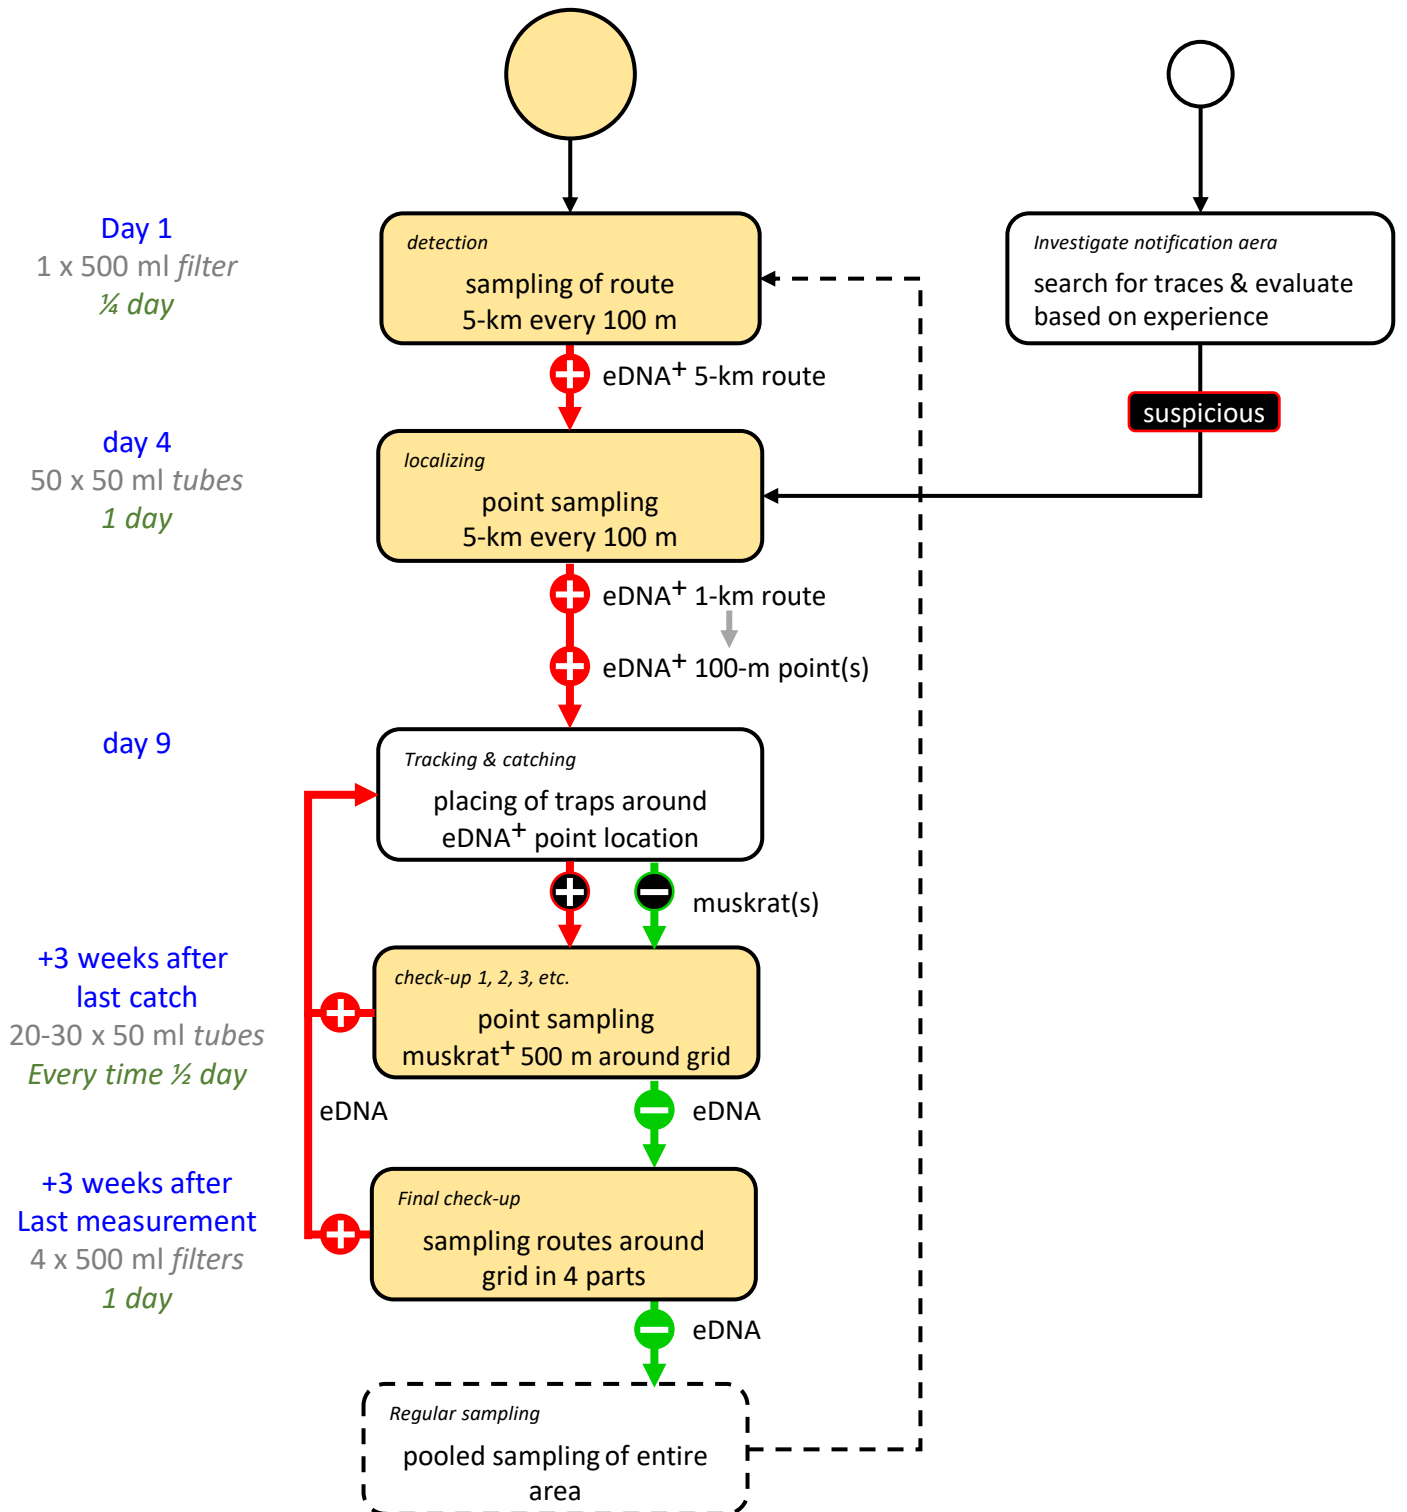 Day 1
1 x 500 ml filter
¼ day
detection
sampling of route
5-km every 100 m
Investigate notification aera
search for traces & evaluate
based on experience
eDNA+ 5-km route
suspicious
day 4
50 x 50 ml tubes
1 day
localizing
point sampling
5-km every 100 m
eDNA+ 1-km route
eDNA+ 100-m point(s)
day 9
Tracking & catching
placing of traps around
eDNA+ point location
muskrat(s)
+3 weeks after
last catch
20-30 x 50 ml tubes
Every time ½ day
check-up 1, 2, 3, etc.
point sampling
muskrat+ 500 m around grid
eDNA
eDNA
+3 weeks after
Last measurement
4 x 500 ml filters
1 day
Final check-up
sampling routes around
grid in 4 parts
eDNA
Regular sampling
pooled sampling of entire
area